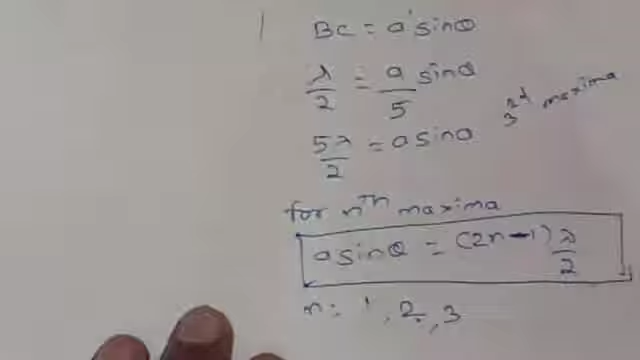 BC = a' sinθ
λ/2 = a/5 sinθ
5λ/2 = a sinθ
3rd maxima
for nth maxima
a sinθ = (2n-1) λ/2
n = 1, 2, 3